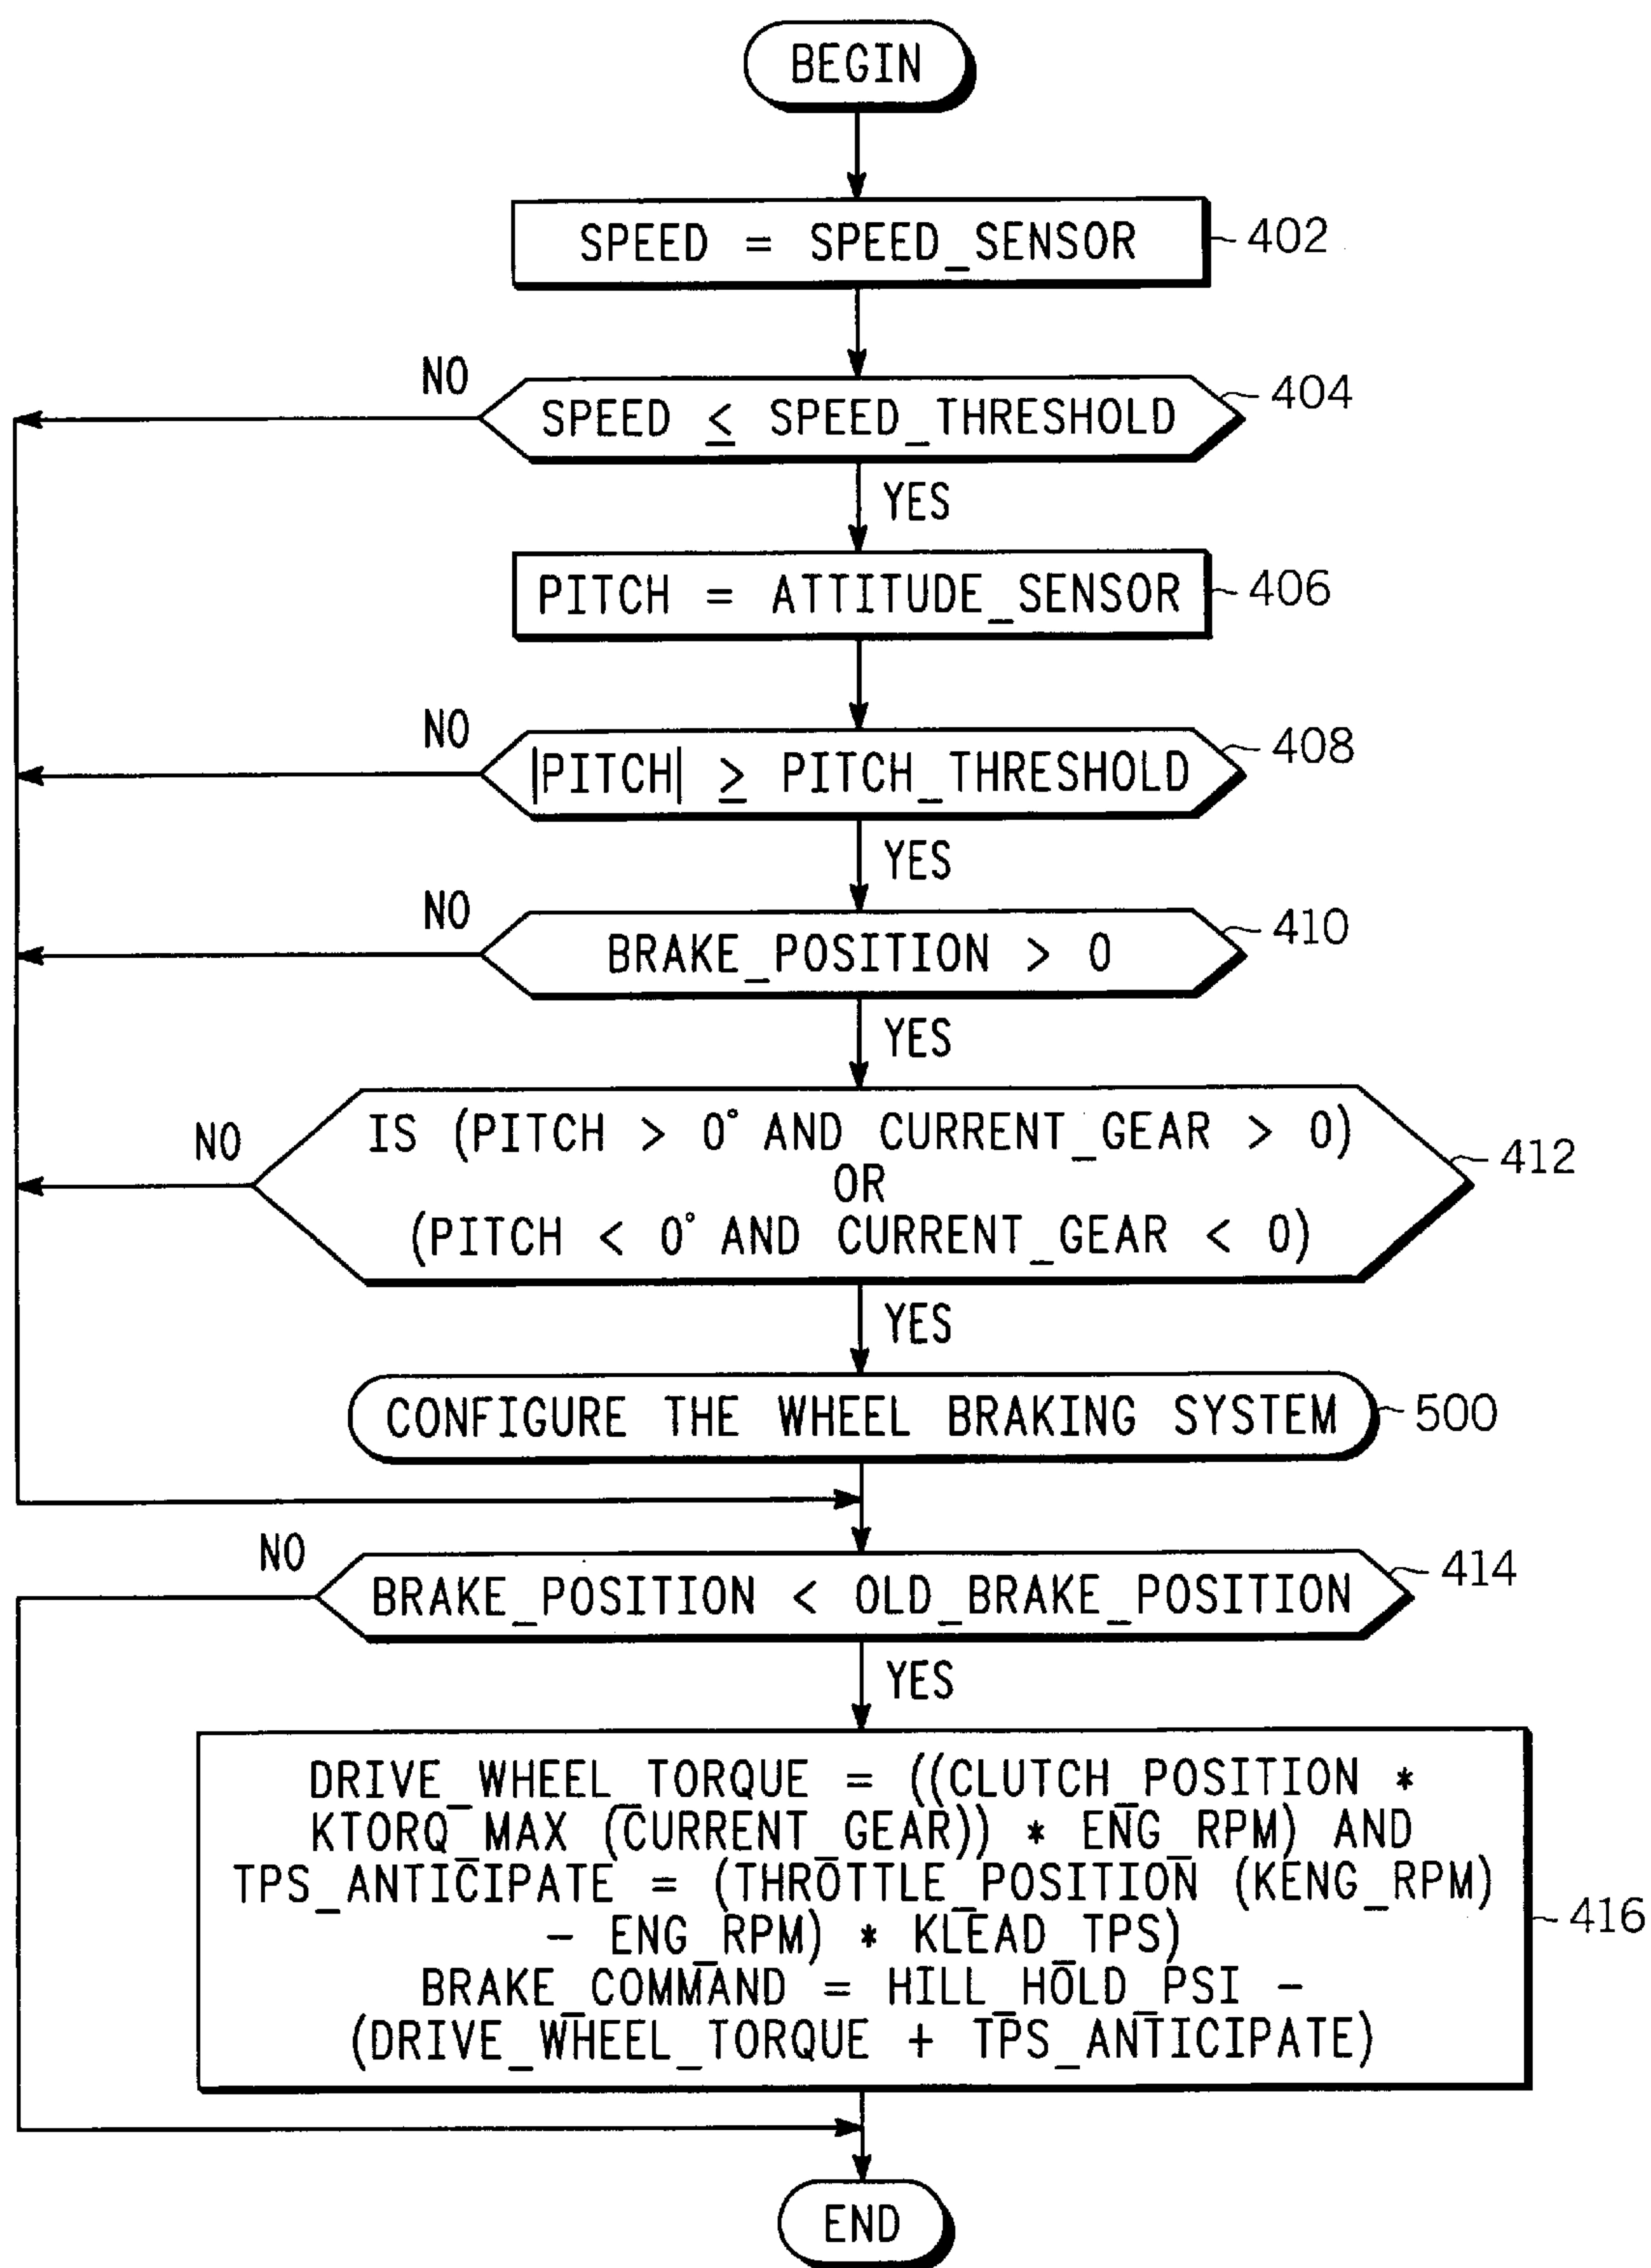 BEGIN
SPEED = SPEED_SENSOR
402
NO
SPEED ≤ SPEED_THRESHOLD
404
YES
PITCH = ATTITUDE_SENSOR
406
NO
|PITCH| ≥ PITCH_THRESHOLD
408
YES
NO
BRAKE_POSITION > 0
410
YES
NO
IS (PITCH > 0° AND CURRENT_GEAR > 0)
OR
(PITCH < 0° AND CURRENT_GEAR < 0)
412
YES
CONFIGURE THE WHEEL BRAKING SYSTEM
500
NO
BRAKE_POSITION < OLD_BRAKE_POSITION
414
YES
DRIVE_WHEEL_TORQUE = ((CLUTCH_POSITION *
KTORQ_MAX (CURRENT_GEAR)) * ENG_RPM) AND
TPS_ANTICIPATE = (THROTTLE_POSITION (KENG_RPM)
- ENG_RPM) * KLEAD_TPS)
BRAKE_COMMAND = HILL_HOLD_PSI -
(DRIVE_WHEEL_TORQUE + TPS_ANTICIPATE)
416
END